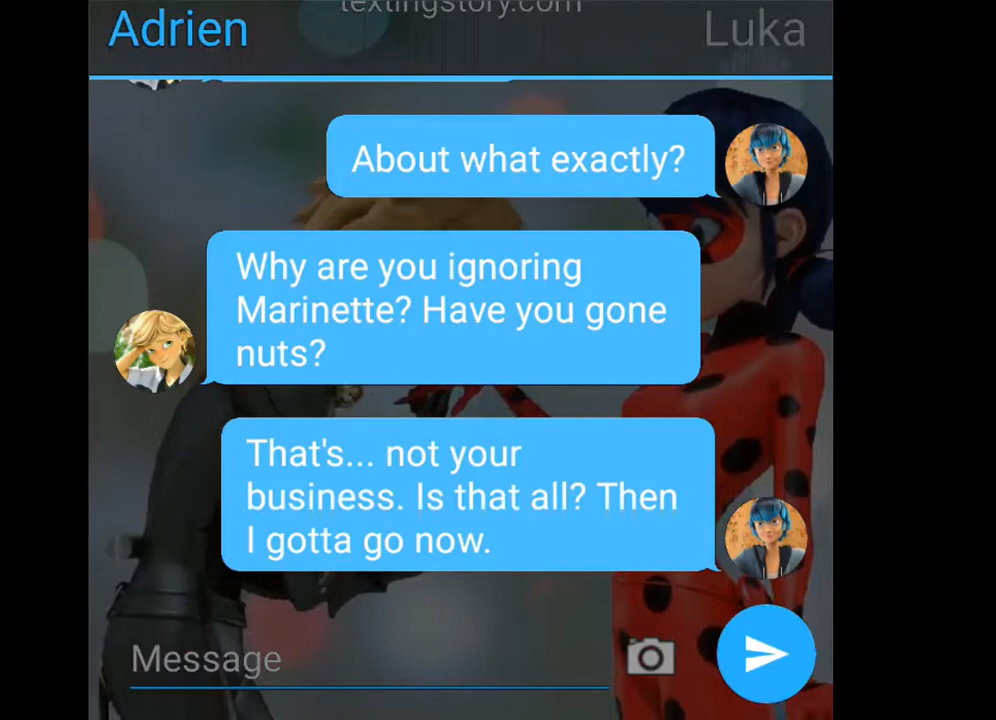 textingstory.com
Adrien
Luka
About what exactly?
Why are you ignoring
Marinette? Have you gone
nuts?
That's... not your
business. Is that all? Then
I gotta go now.
Message